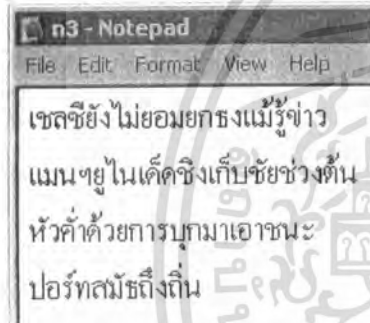 n3 - Notepad
File Edit Format View Help
เชลซียังไม่ยอมยกธงแม้รู้ข่าว
แมนฯยูไนเด็ดชิงเก็บชัยช่วงต้น
หัวค่ำด้วยการบุกมาเอาชนะ
ปอร์ทสมัธถึงถิ่น